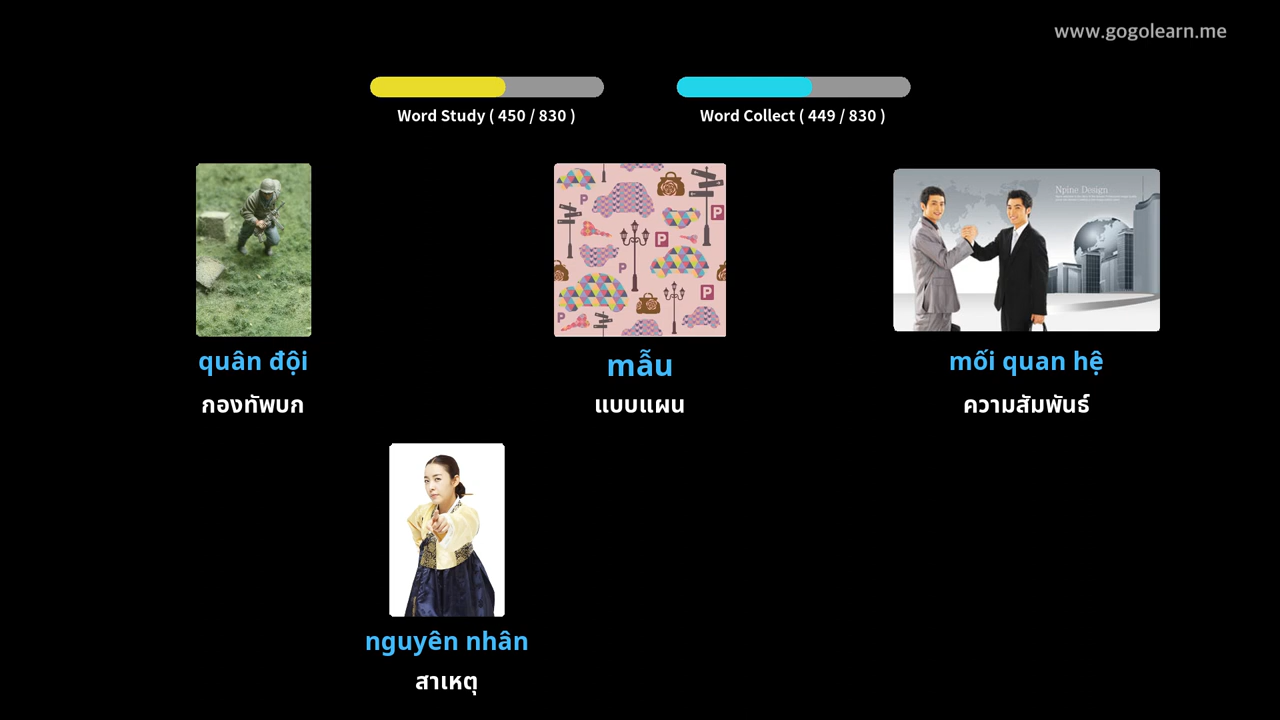 www.gogolearn.me
Word Study ( 450 / 830 )
Word Collect ( 449 / 830 )
P
P
P
P
P
P
Npine Design
quân đội
mẫu
mối quan hệ
กองทัพบก
แบบแผน
ความสัมพันธ์
nguyên nhân
สาเหตุ